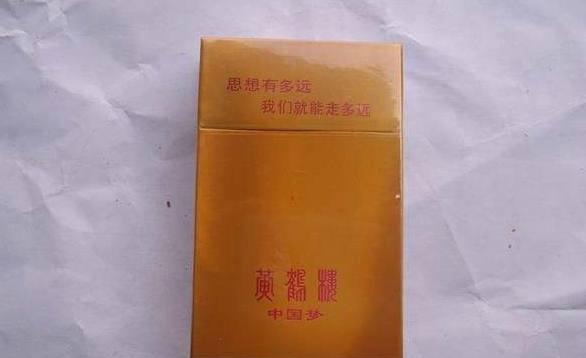 思想有多远
我们就能走多远
黄鹤楼
中国梦